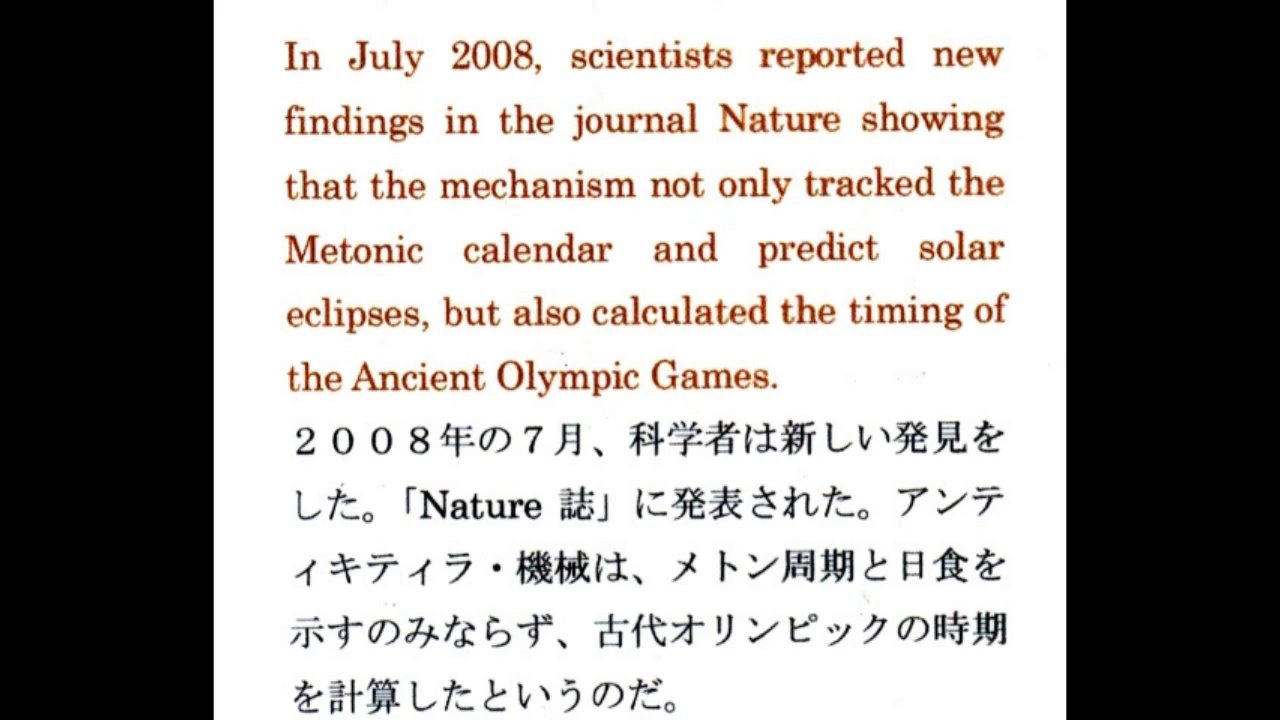 In July 2008, scientists reported new
findings in the journal Nature showing
that the mechanism not only tracked the
Metonic calendar and predict solar
eclipses, but also calculated the timing of
the Ancient Olympic Games.
２００８年の７月、科学者は新しい発見を
した。「Nature 誌」に発表された。アンテ
ィキティラ・機械は、メトン周期と日食を
示すのみならず、古代オリンピックの時期
を計算したというのだ。